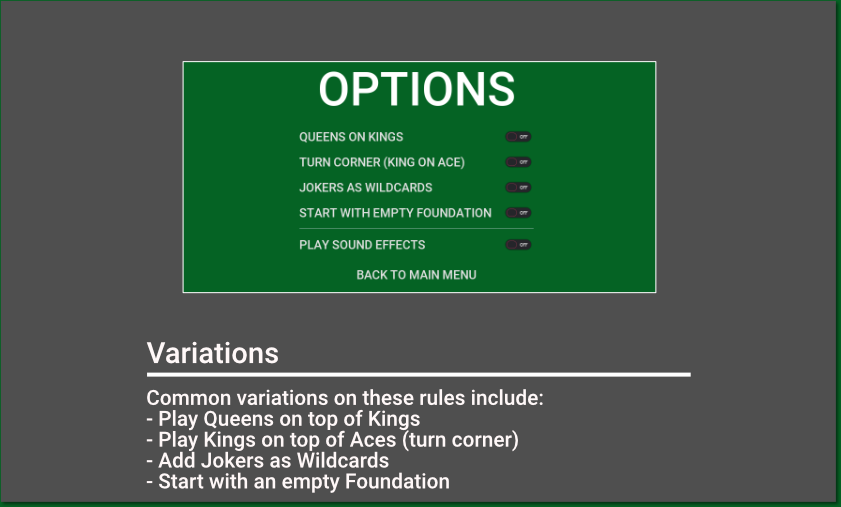 OPTIONS
QUEENS ON KINGS OFF
TURN CORNER (KING ON ACE) OFF
JOKERS AS WILDCARDS OFF
START WITH EMPTY FOUNDATION OFF
PLAY SOUND EFFECTS OFF
BACK TO MAIN MENU
Variations
Common variations on these rules include:
- Play Queens on top of Kings
- Play Kings on top of Aces (turn corner)
- Add Jokers as Wildcards
- Start with an empty Foundation